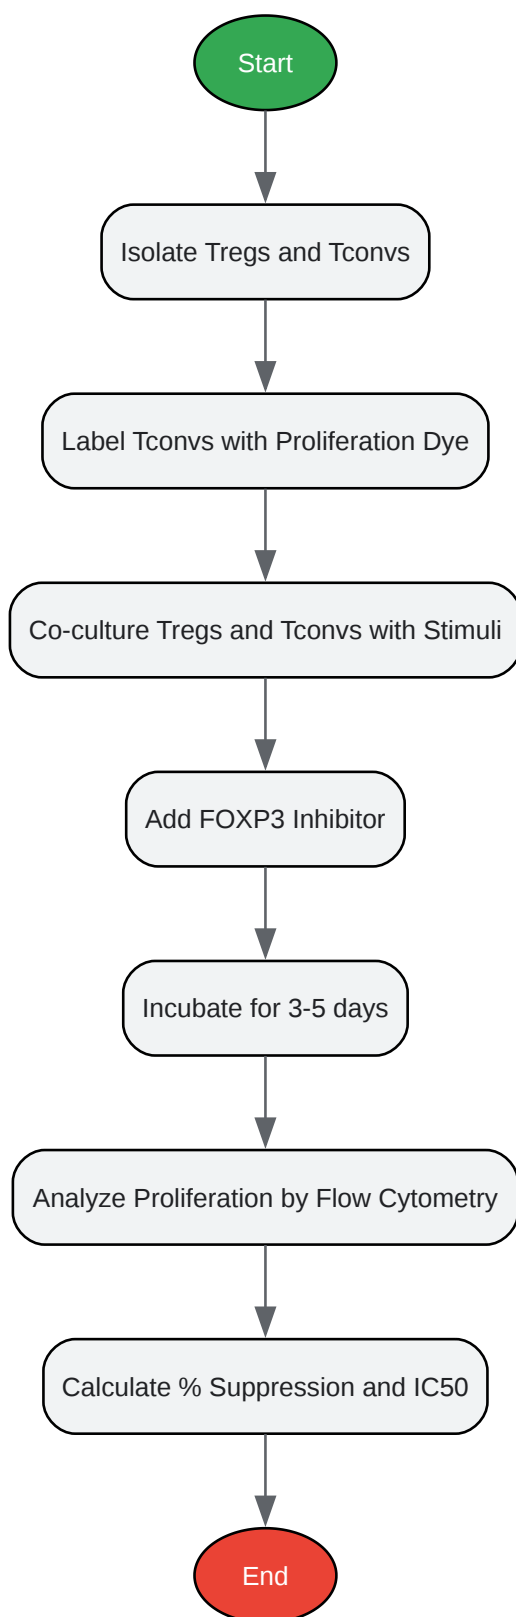 Start
Isolate Tregs and Tconvs
Label Tconvs with Proliferation Dye
Co-culture Tregs and Tconvs with Stimuli
Add FOXP3 Inhibitor
Incubate for 3-5 days
Analyze Proliferation by Flow Cytometry
Calculate % Suppression and IC50
End